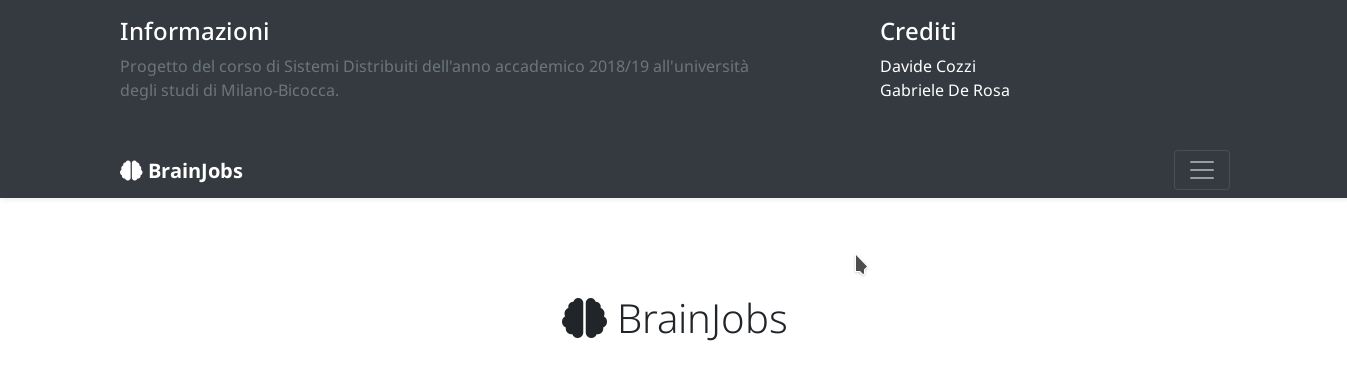 Informazioni
Progetto del corso di Sistemi Distribuiti dell'anno accademico 2018/19 all'università
degli studi di Milano-Bicocca.
Crediti
Davide Cozzi
Gabriele De Rosa
BrainJobs
BrainJobs